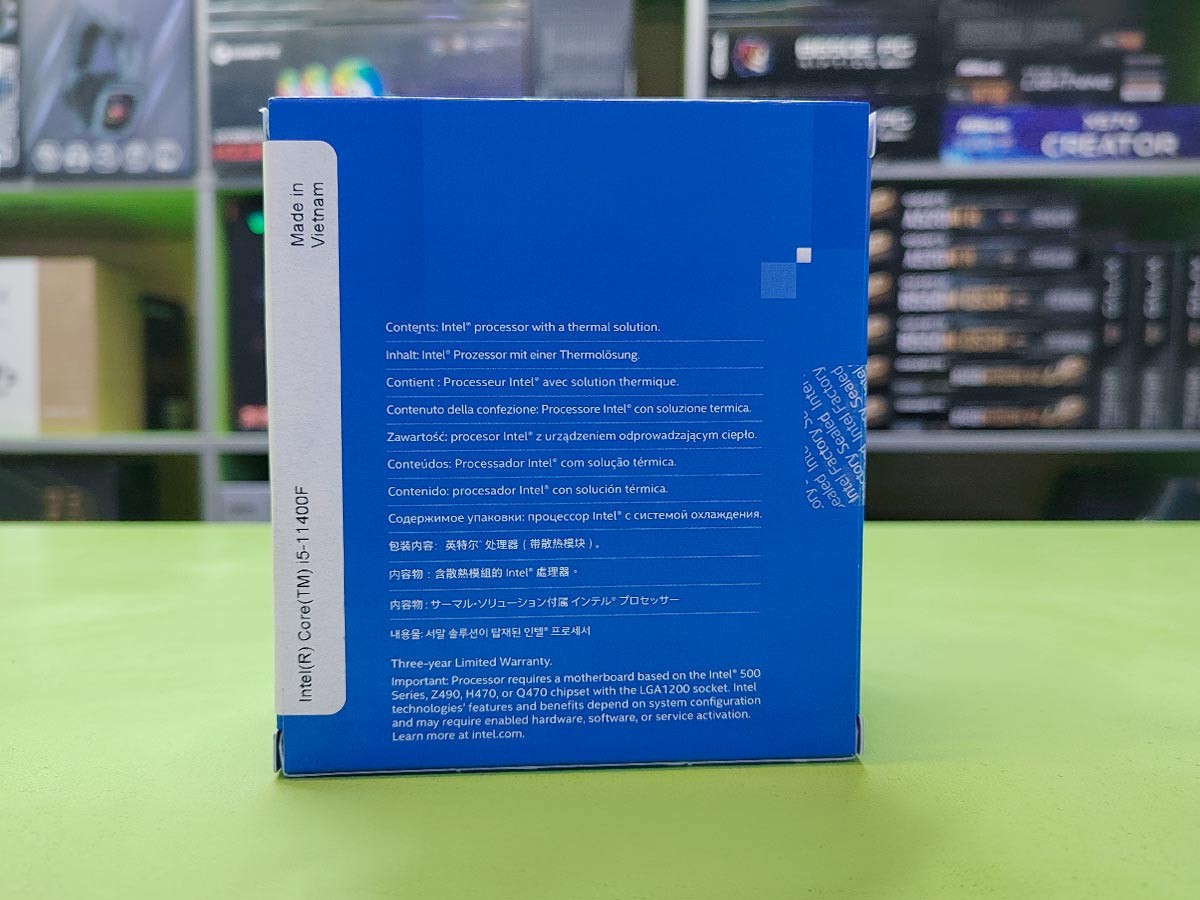 CREATOR
Made in
Vietnam
Intel(R) Core(TM) i5-11400F
Contents: Intel® processor with a thermal solution.
Inhalt: Intel® Prozessor mit einer Thermolösung.
Contient : Processeur Intel® avec solution thermique.
Contenuto della confezione: Processore Intel® con soluzione termica.
Zawartość: procesor Intel® z urządzeniem odprowadzającym ciepło.
Conteúdos: Processador Intel® com solução térmica.
Contenido: procesador Intel® con solución térmica.
Содержимое упаковки: процессор Intel® с системой охлаждения.
包装内容: 英特尔® 处理器 ( 带散热模块 ) 。
内容物 : 含散熱模組的 Intel® 處理器。
内容物 : サーマル・ソリューション付属 インテル® プロセッサー
내용물: 서말 솔루션이 탑재된 인텔® 프로세서
Three-year Limited Warranty.
Important: Processor requires a motherboard based on the Intel® 500
Series, Z490, H470, or Q470 chipset with the LGA1200 socket. Intel
technologies' features and benefits depend on system configuration
and may require enabled hardware, software, or service activation.
Learn more at intel.com.
Intel Factory Sealed